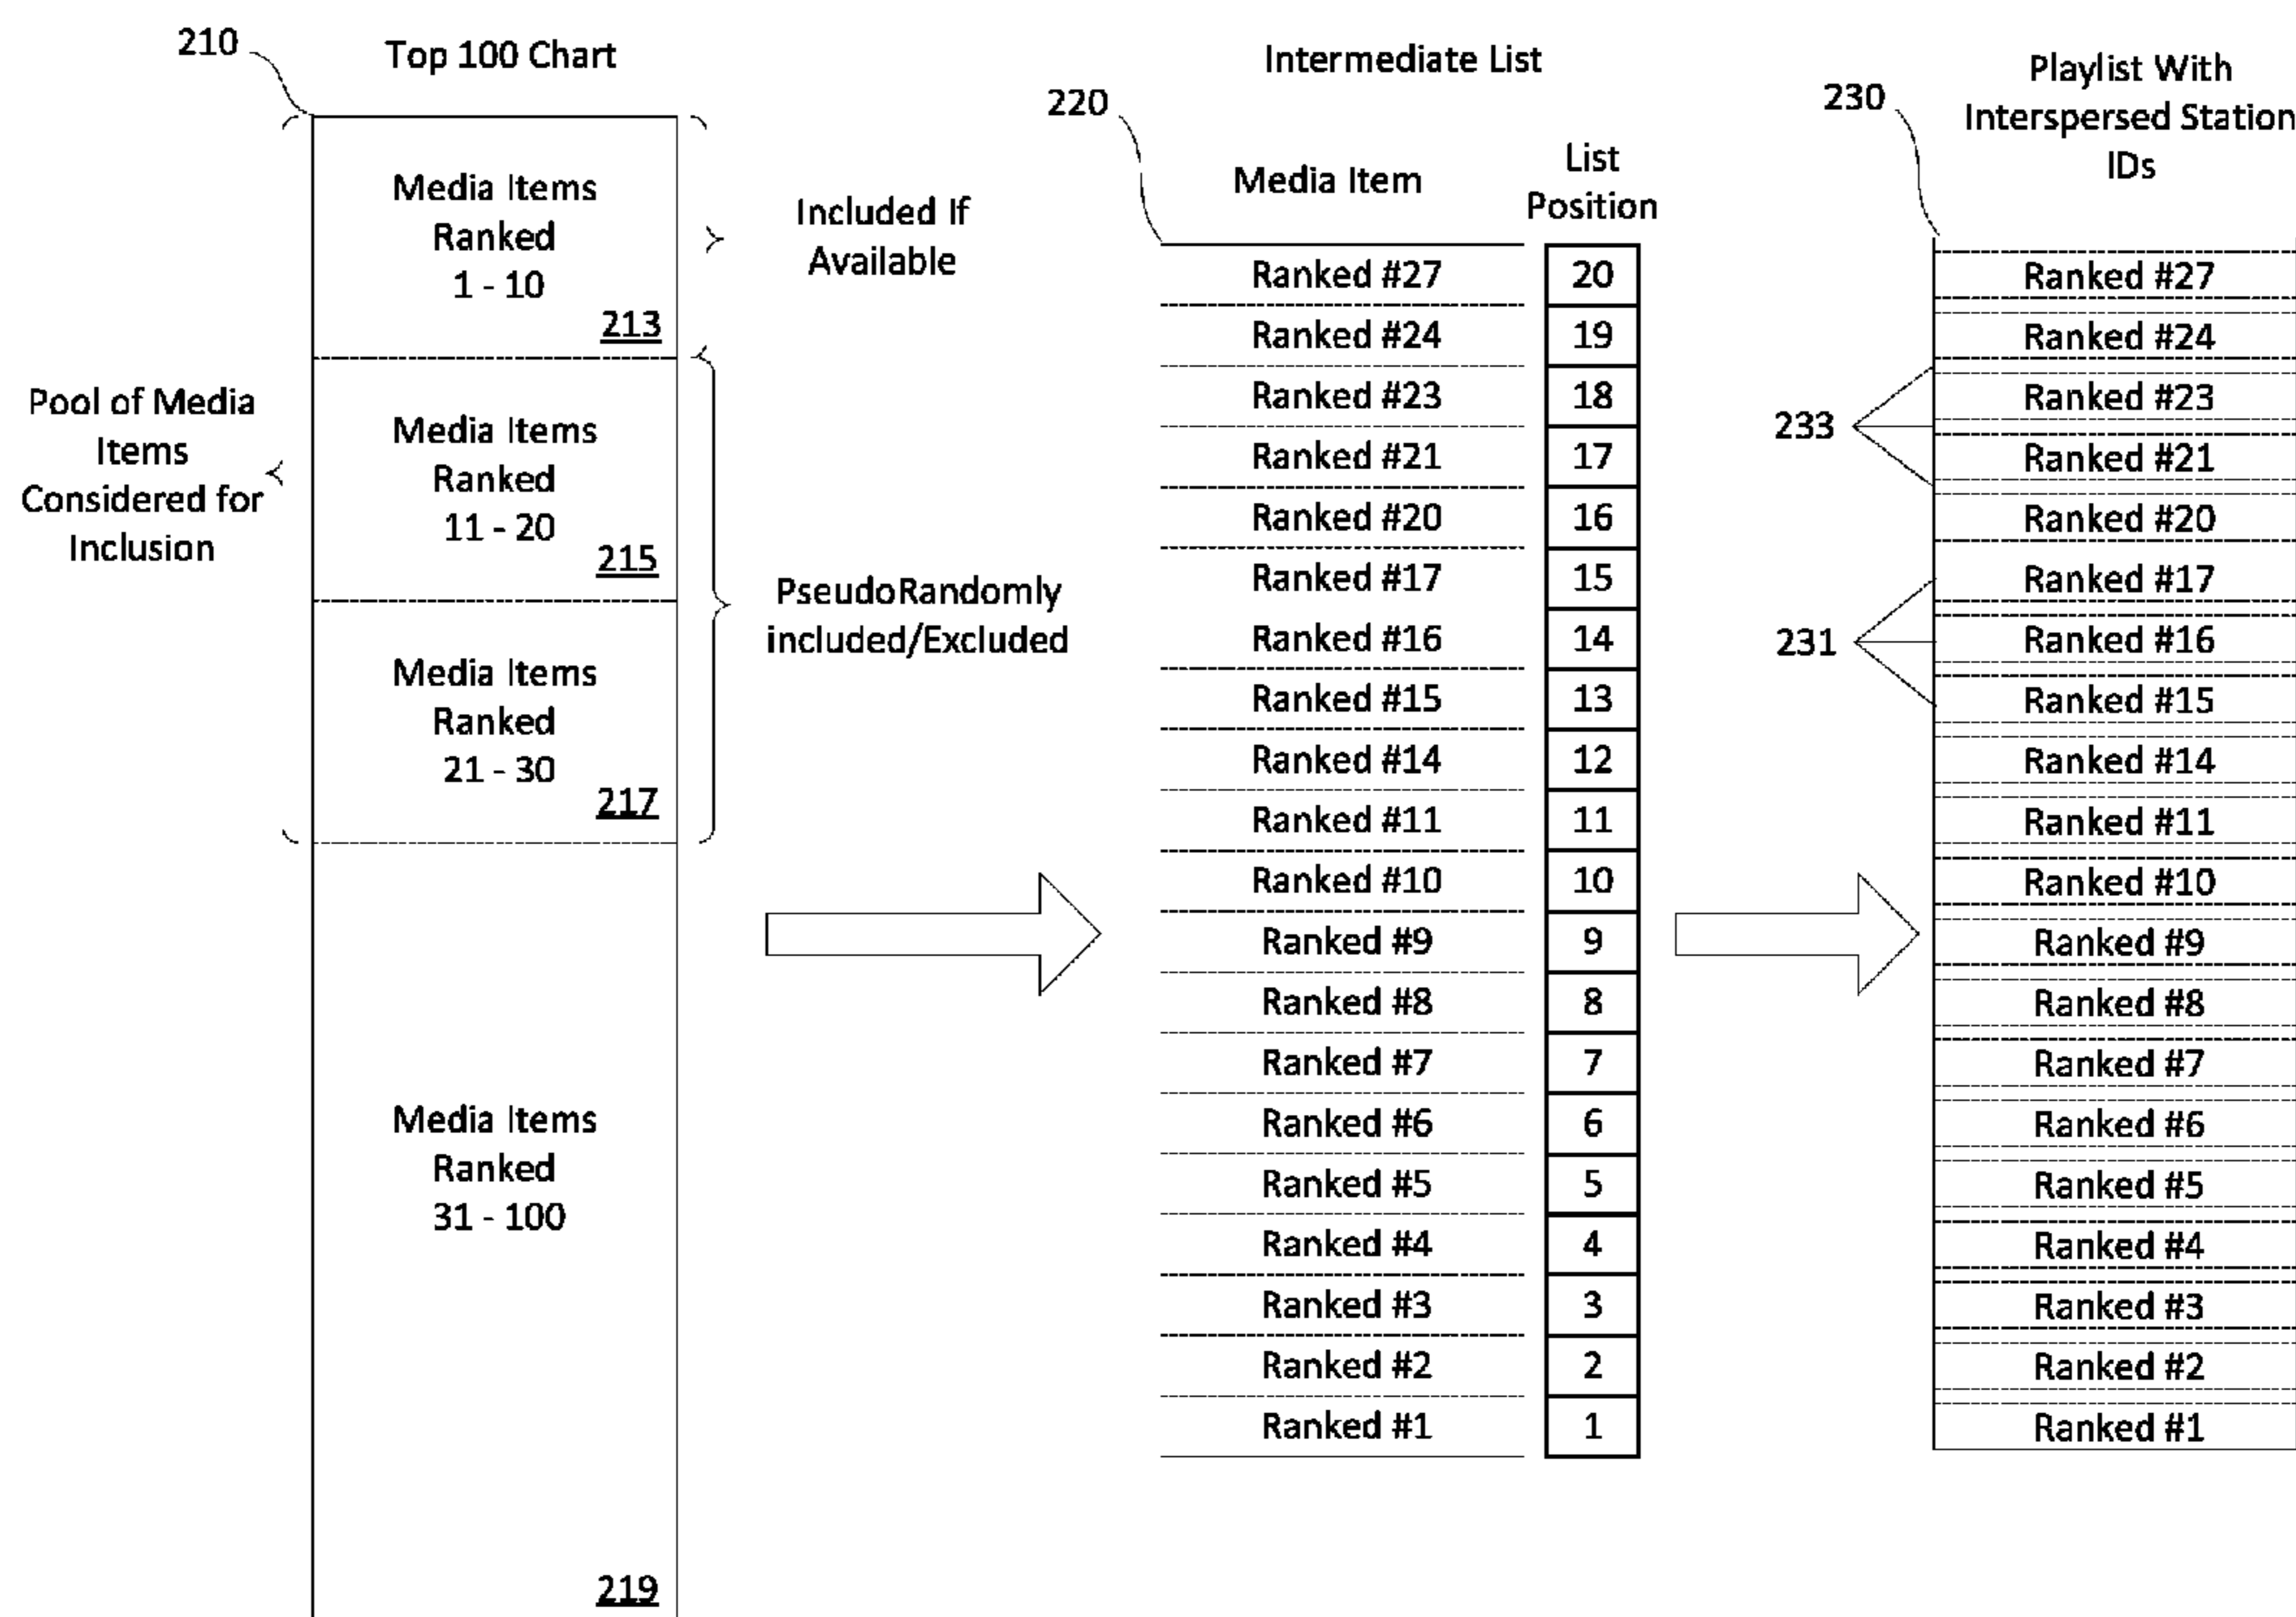 210
Top 100 Chart
Media Items
Ranked
1 - 10
213
Included If
Available
Pool of Media
Items
Considered for
Inclusion
Media Items
Ranked
11 - 20
215
PseudoRandomly
included/Excluded
Media Items
Ranked
21 - 30
217
Media Items
Ranked
31 - 100
219
Intermediate List
220
Media Item
List
Position
Ranked #27 20
Ranked #24 19
Ranked #23 18
Ranked #21 17
Ranked #20 16
Ranked #17 15
Ranked #16 14
Ranked #15 13
Ranked #14 12
Ranked #11 11
Ranked #10 10
Ranked #9 9
Ranked #8 8
Ranked #7 7
Ranked #6 6
Ranked #5 5
Ranked #4 4
Ranked #3 3
Ranked #2 2
Ranked #1 1
230
Playlist With
Interspersed Station
IDs
233
231
Ranked #27
Ranked #24
Ranked #23
Ranked #21
Ranked #20
Ranked #17
Ranked #16
Ranked #15
Ranked #14
Ranked #11
Ranked #10
Ranked #9
Ranked #8
Ranked #7
Ranked #6
Ranked #5
Ranked #4
Ranked #3
Ranked #2
Ranked #1